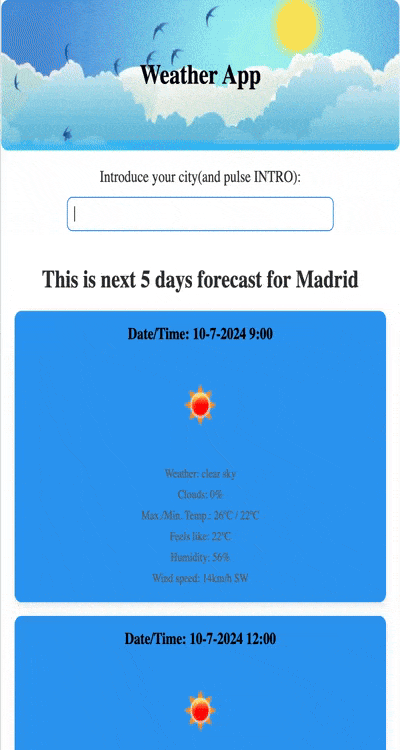 Weather App
Introduce your city(and pulse INTRO):
This is next 5 days forecast for Madrid
Date/Time: 10-7-2024 9:00
Weather: clear sky
Clouds: 0%
Max./Min. Temp.: 26ºC / 22ºC
Feels like: 22ºC
Humidity: 56%
Wind speed: 14km/h SW
Date/Time: 10-7-2024 12:00